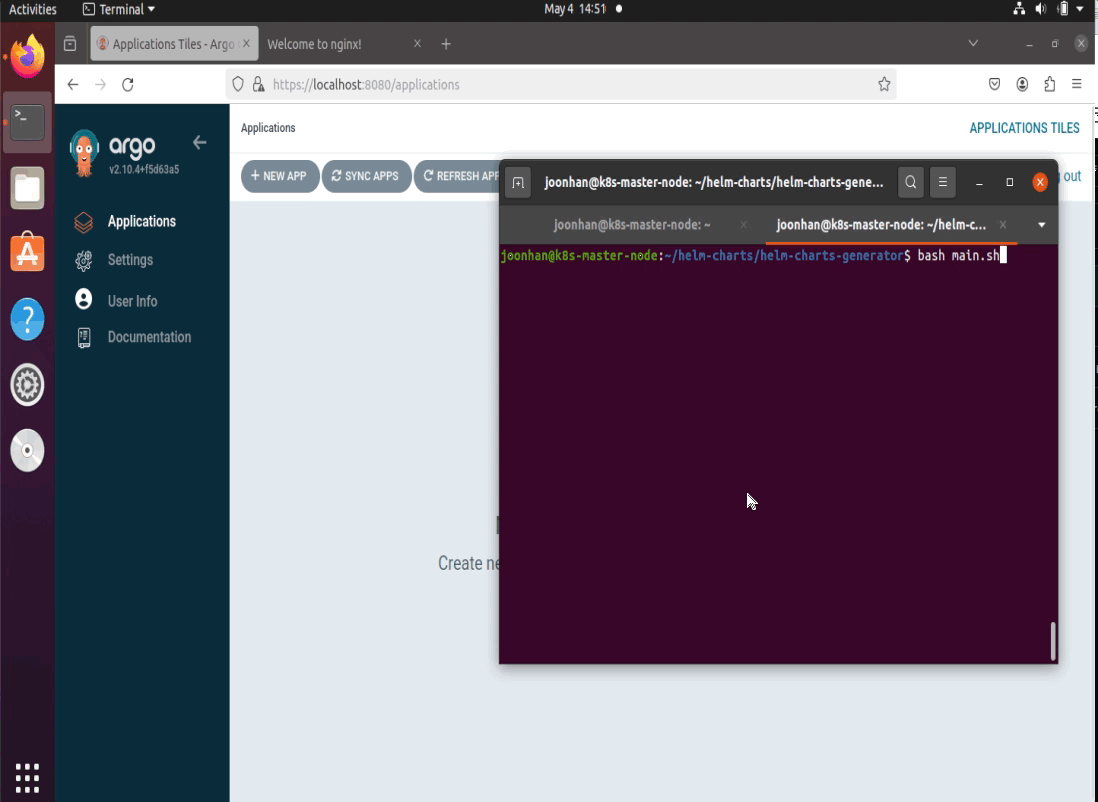 Activities
Terminal
May 4 14:51
Applications Tiles - Argo
Welcome to nginx!
https://localhost:8080/applications
argo
v2.10.4+f5d63a5
Applications
Settings
User Info
Documentation
Applications
APPLICATIONS TILES
+ NEW APP
SYNC APPS
REFRESH APP
out
Create ne
joonhan@k8s-master-node: ~/helm-charts/helm-charts-gene...
joonhan@k8s-master-node: ~
joonhan@k8s-master-node: ~/helm-c...
joonhan@k8s-master-node:~/helm-charts/helm-charts-generator$ bash main.sh